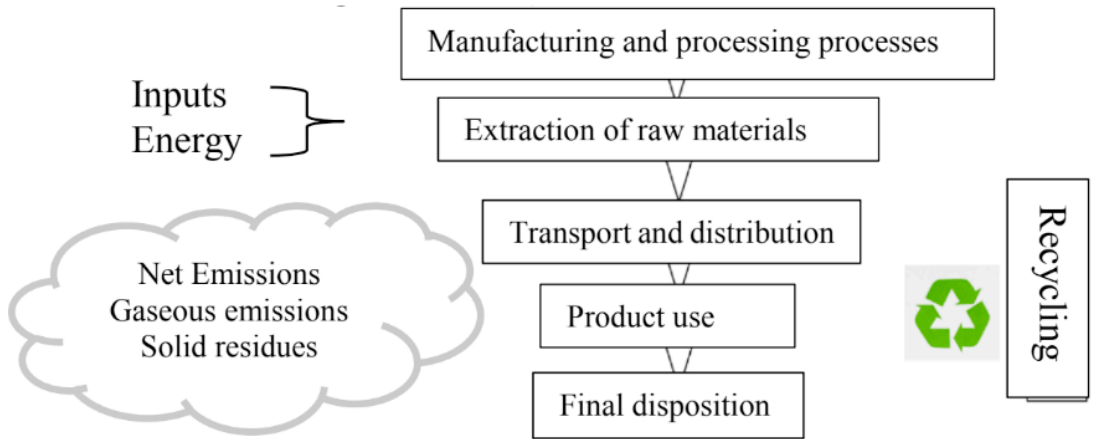 Manufacturing and processing processes
Inputs
Energy
Extraction of raw materials
Transport and distribution
Net Emissions
Gaseous emissions
Solid residues
Product use
Final disposition
Recycling